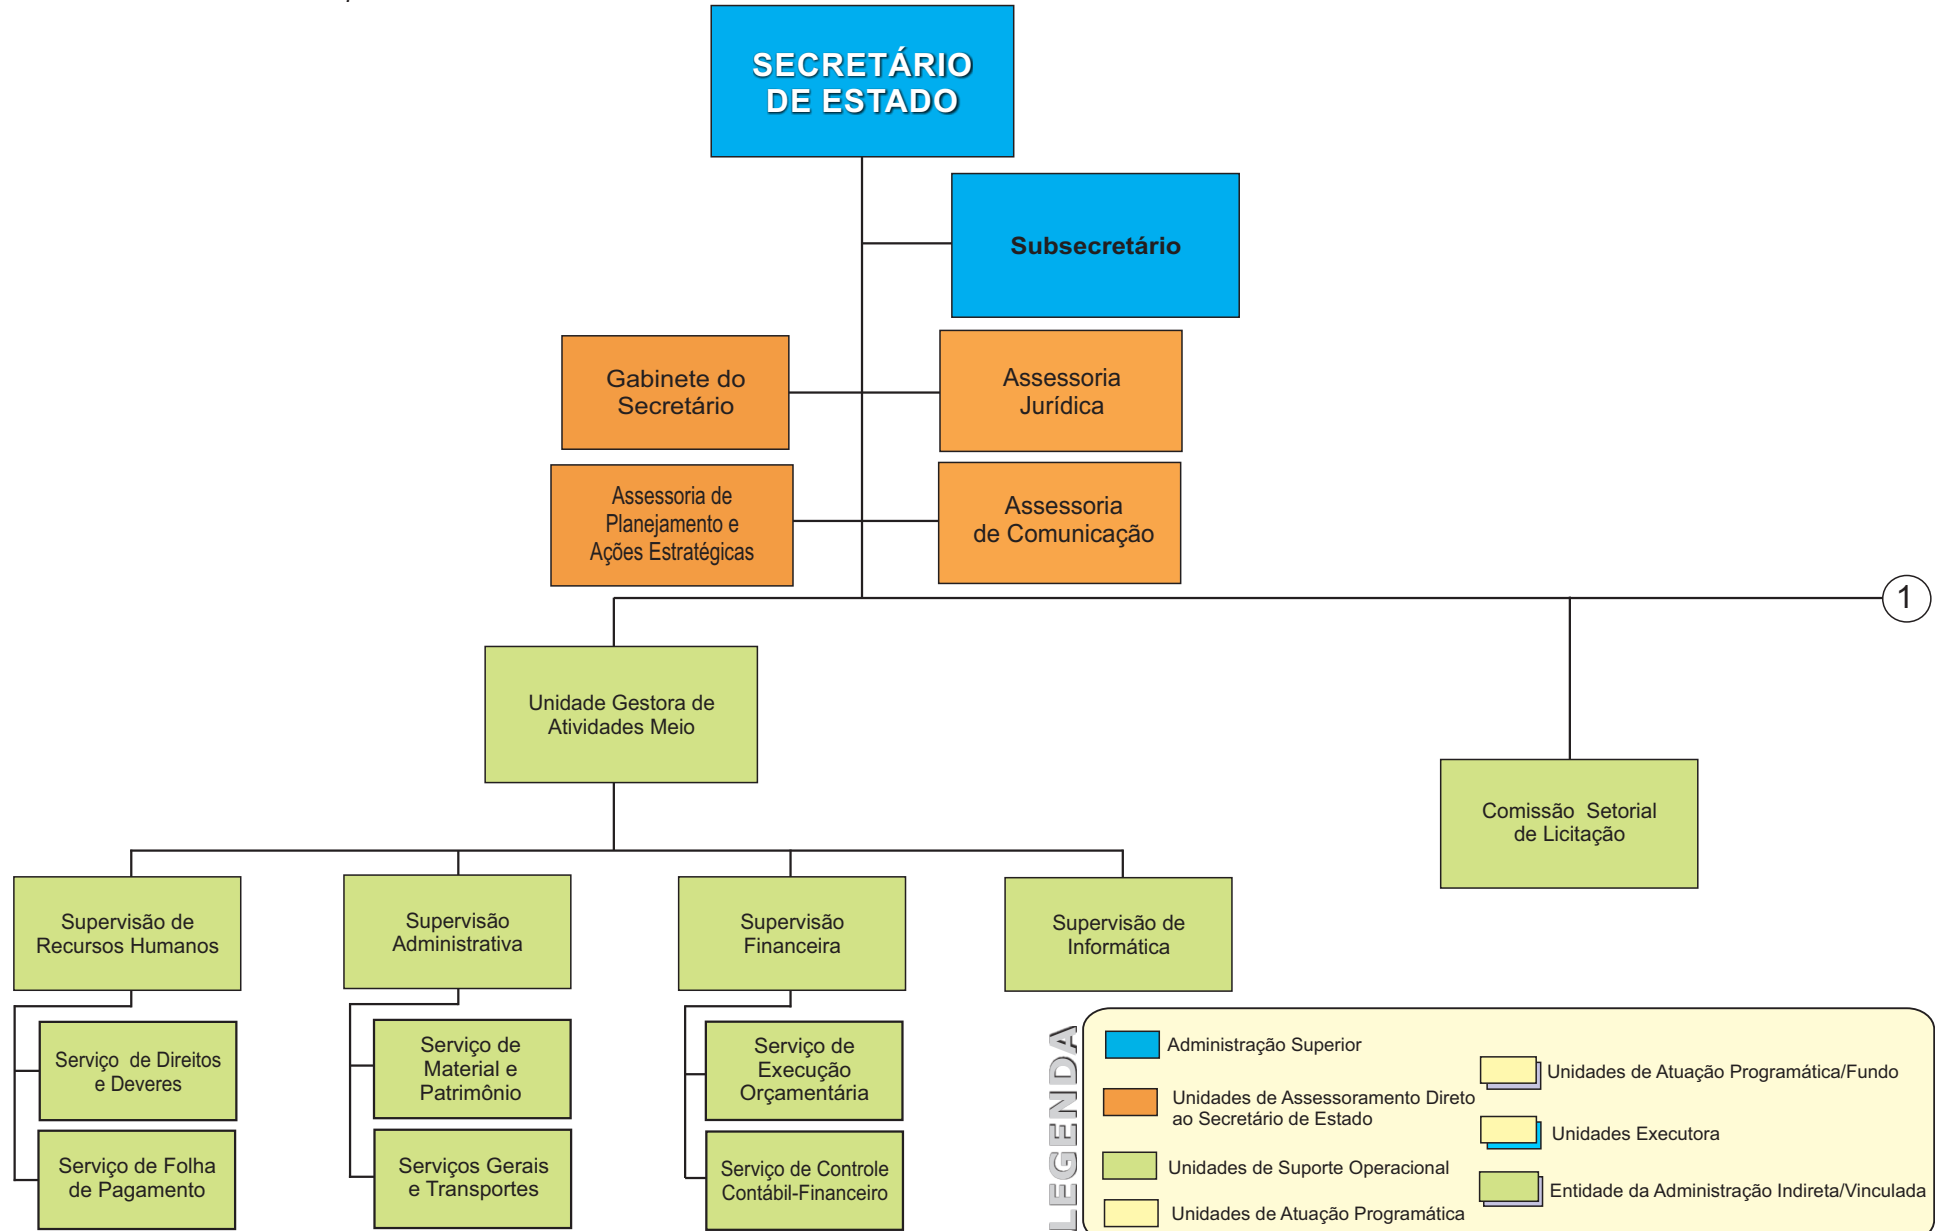 SECRETÁRIO
DE ESTADO
Subsecretário
Gabinete do
Secretário
Assessoria
Jurídica
Assessoria de
Planejamento e
Ações Estratégicas
Assessoria
de Comunicação
1
Unidade Gestora de
Atividades Meio
Comissão Setorial
de Licitação
Supervisão de
Recursos Humanos
Supervisão
Administrativa
Supervisão
Financeira
Supervisão de
Informática
Serviço de Direitos
e Deveres
Serviço de
Material e
Patrimônio
Serviço de
Execução
Orçamentária
Serviço de Folha
de Pagamento
Serviços Gerais
e Transportes
Serviço de Controle
Contábil-Financeiro
LEGENDA
Administração Superior
Unidades de Assessoramento Direto
ao Secretário de Estado
Unidades de Suporte Operacional
Unidades de Atuação Programática
Unidades de Atuação Programática/Fundo
Unidades Executora
Entidade da Administração Indireta/Vinculada